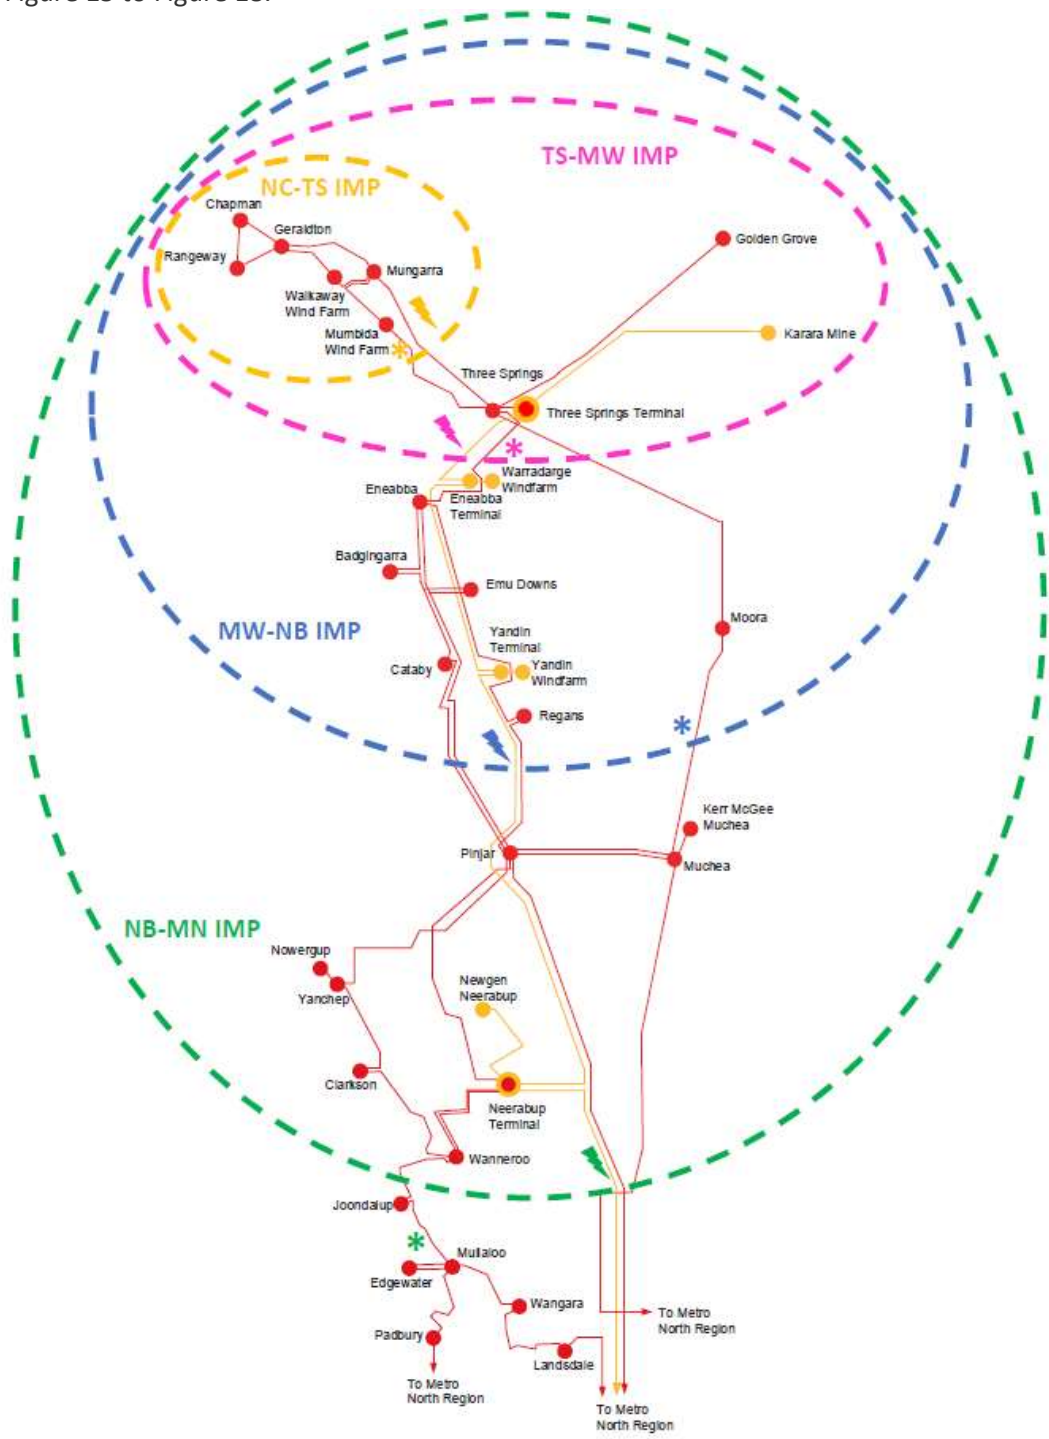 TS-MW IMP
NC-TS IMP
Chapman
Geraldton
Golden Grove
Rangeway
Mungarra
Walkaway
Wind Farm
Mumbida
Wind Farm
Karara Mine
Three Springs
Three Springs Terminal
Warradarge
Windfarm
Eneabba
Eneabba
Terminal
Badgingarra
Emu Downs
Moora
MW-NB IMP
Yandin
Terminal
Yandin
Windfarm
Cataby
Regans
Kerr McGee
Muchea
Pinjar
Muchea
NB-MN IMP
Nowergup
Yanchep
Newgen
Neerabup
Clarkson
Neerabup
Terminal
Wanneroo
Joondalup
Mullaloo
Edgewater
Wangara
To Metro
North Region
Padbury
Landsdale
To Metro
North Region
To Metro
North Region